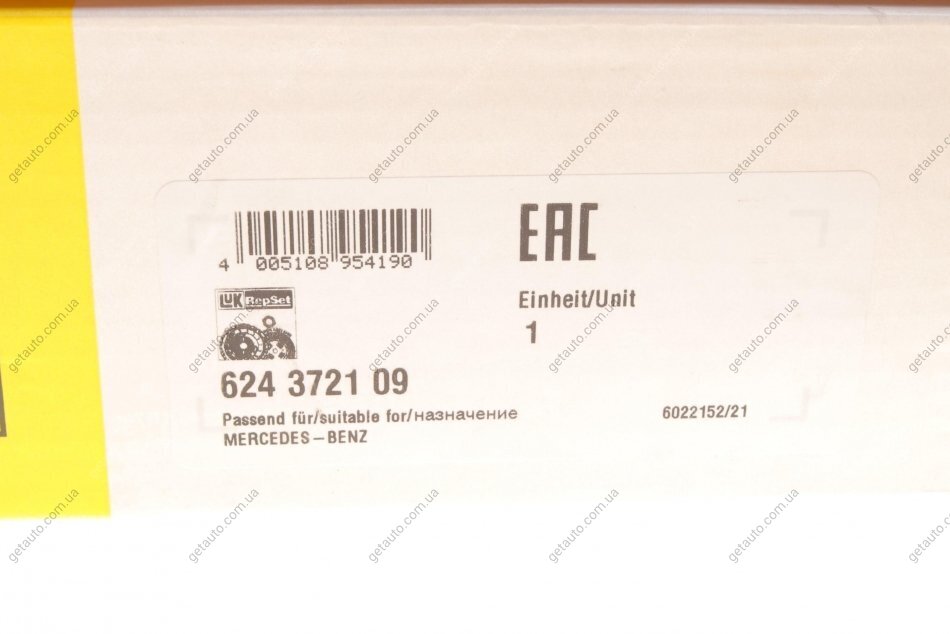 EAC
4 005108 954190
LuK RepSet
Einheit/Unit
1
624 3721 09
Passend für/suitable for/назначение
MERCEDES-BENZ
6022152/21
getauto.com.ua